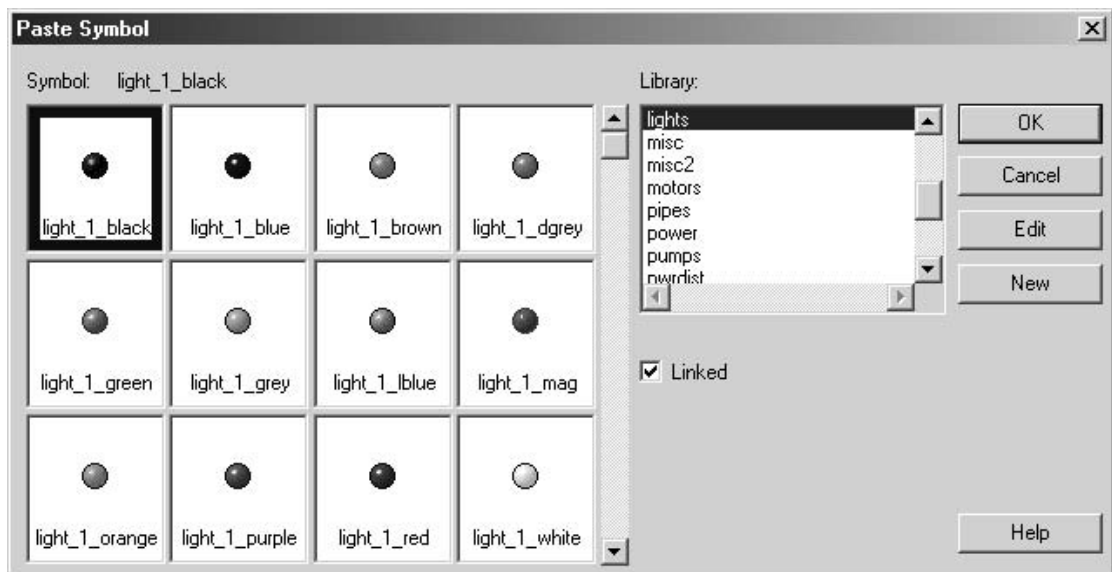 Paste Symbol
Symbol: light_1_black
light_1_black
light_1_blue
light_1_brown
light_1_dgrey
light_1_green
light_1_grey
light_1_lblue
light_1_mag
light_1_orange
light_1_purple
light_1_red
light_1_white
Library:
lights
misc
misc2
motors
pipes
power
pumps
pwrdist
Linked
OK
Cancel
Edit
New
Help